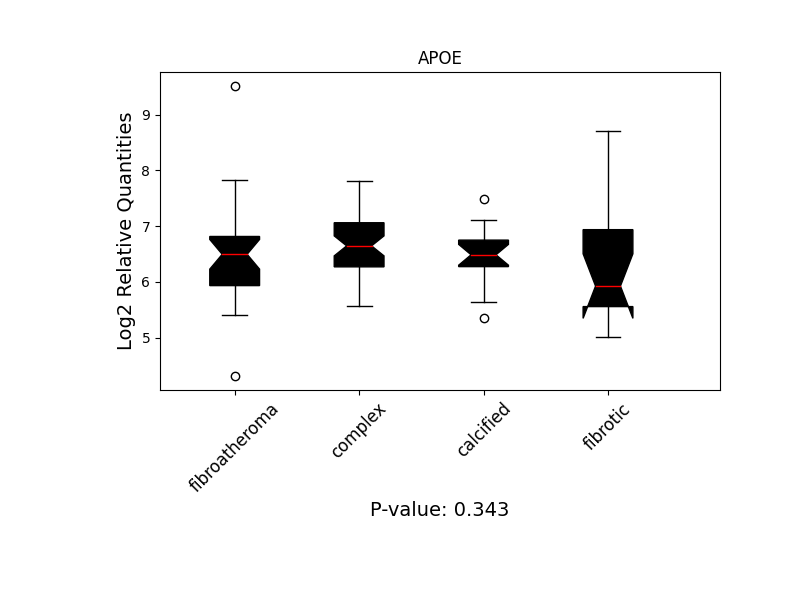 APOE
Log2 Relative Quantities
9
8
7
6
5
fibroatheroma
complex
calcified
fibrotic
P-value: 0.343